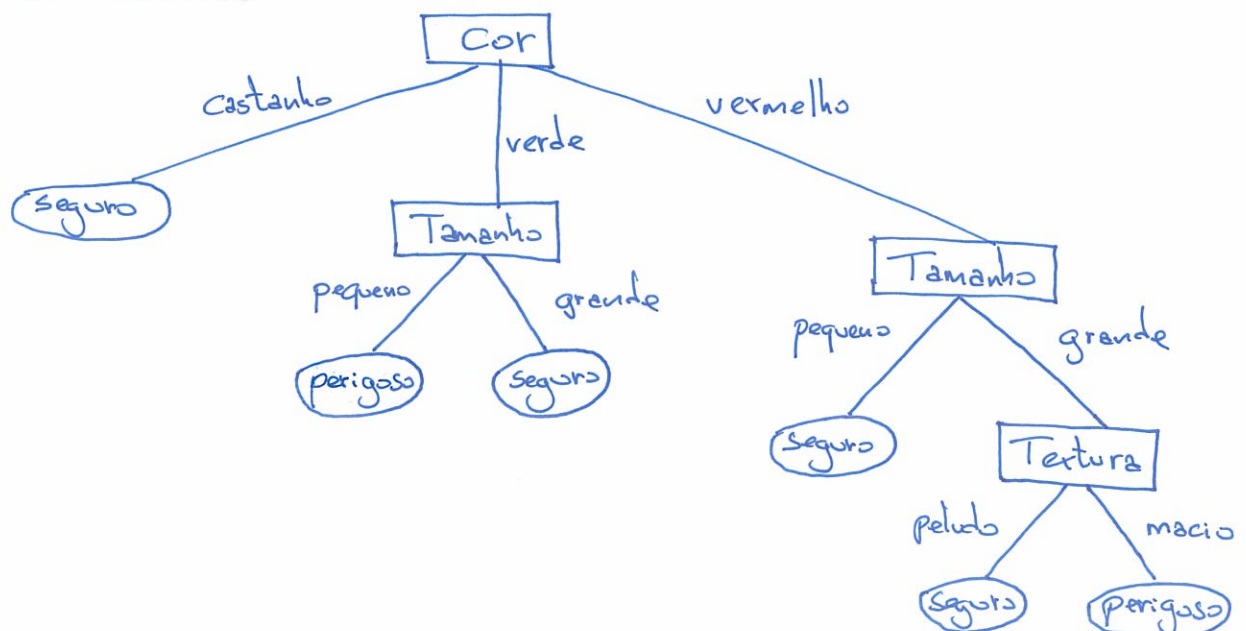 Cor
castanho
verde
vermelho
seguro
Tamanho
Tamanho
pequeno
grande
pequeno
grande
perigoso
seguro
seguro
Textura
peludo
macio
seguro
perigoso